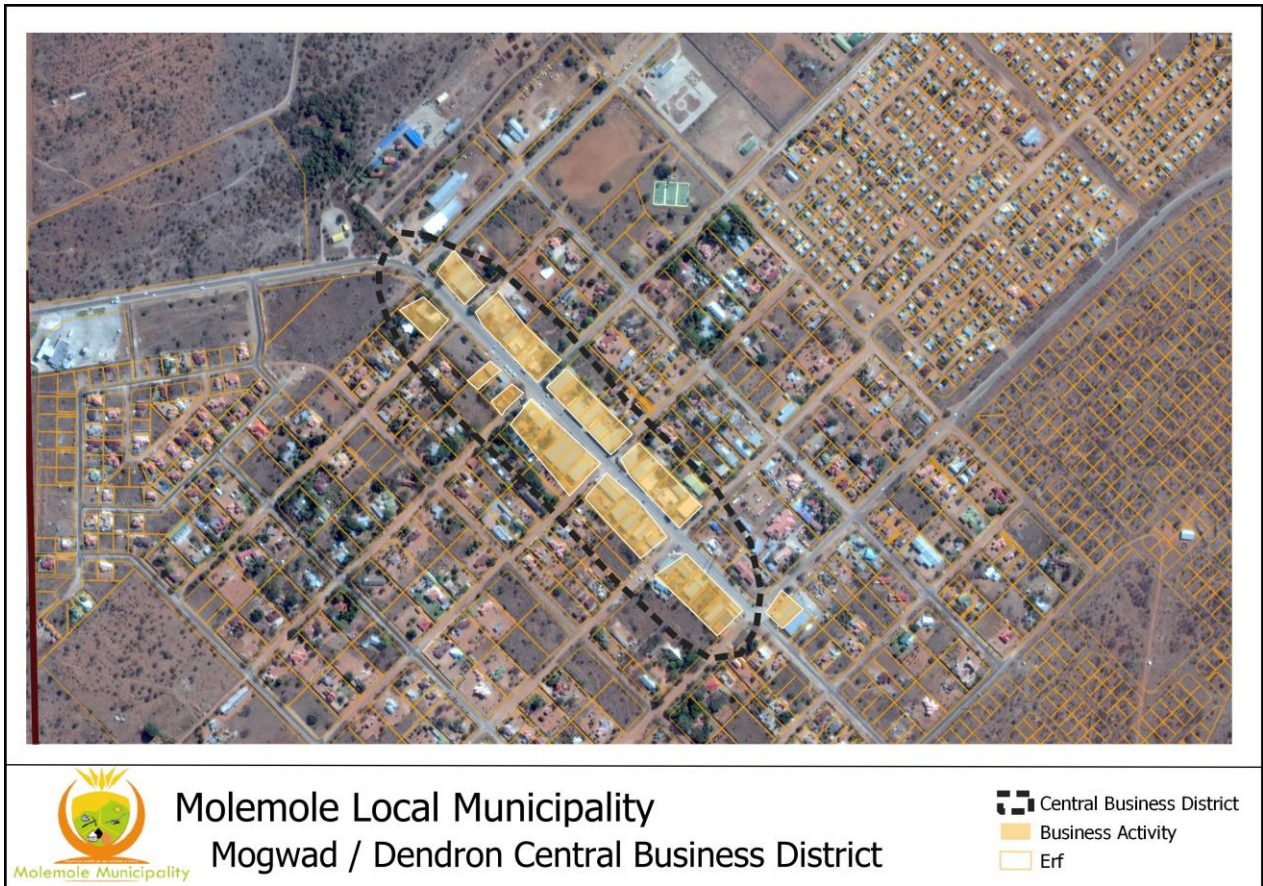 Molemole Local Municipality
Mogwad / Dendron Central Business District
Molemole Municipality
Central Business District
Business Activity
Erf